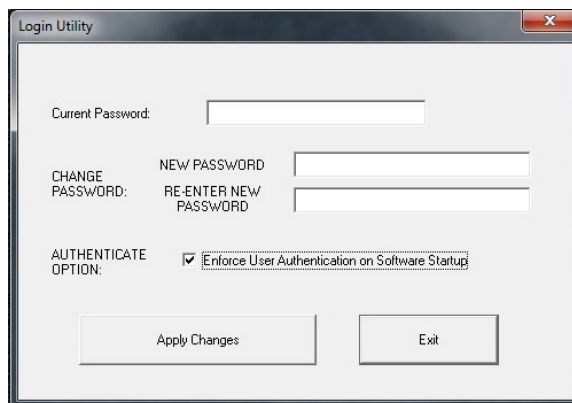 Login Utility
Current Password:
NEW PASSWORD
CHANGE
PASSWORD:
RE-ENTER NEW
PASSWORD
AUTHENTICATE
OPTION:
Enforce User Authentication on Software Startup
Apply Changes
Exit